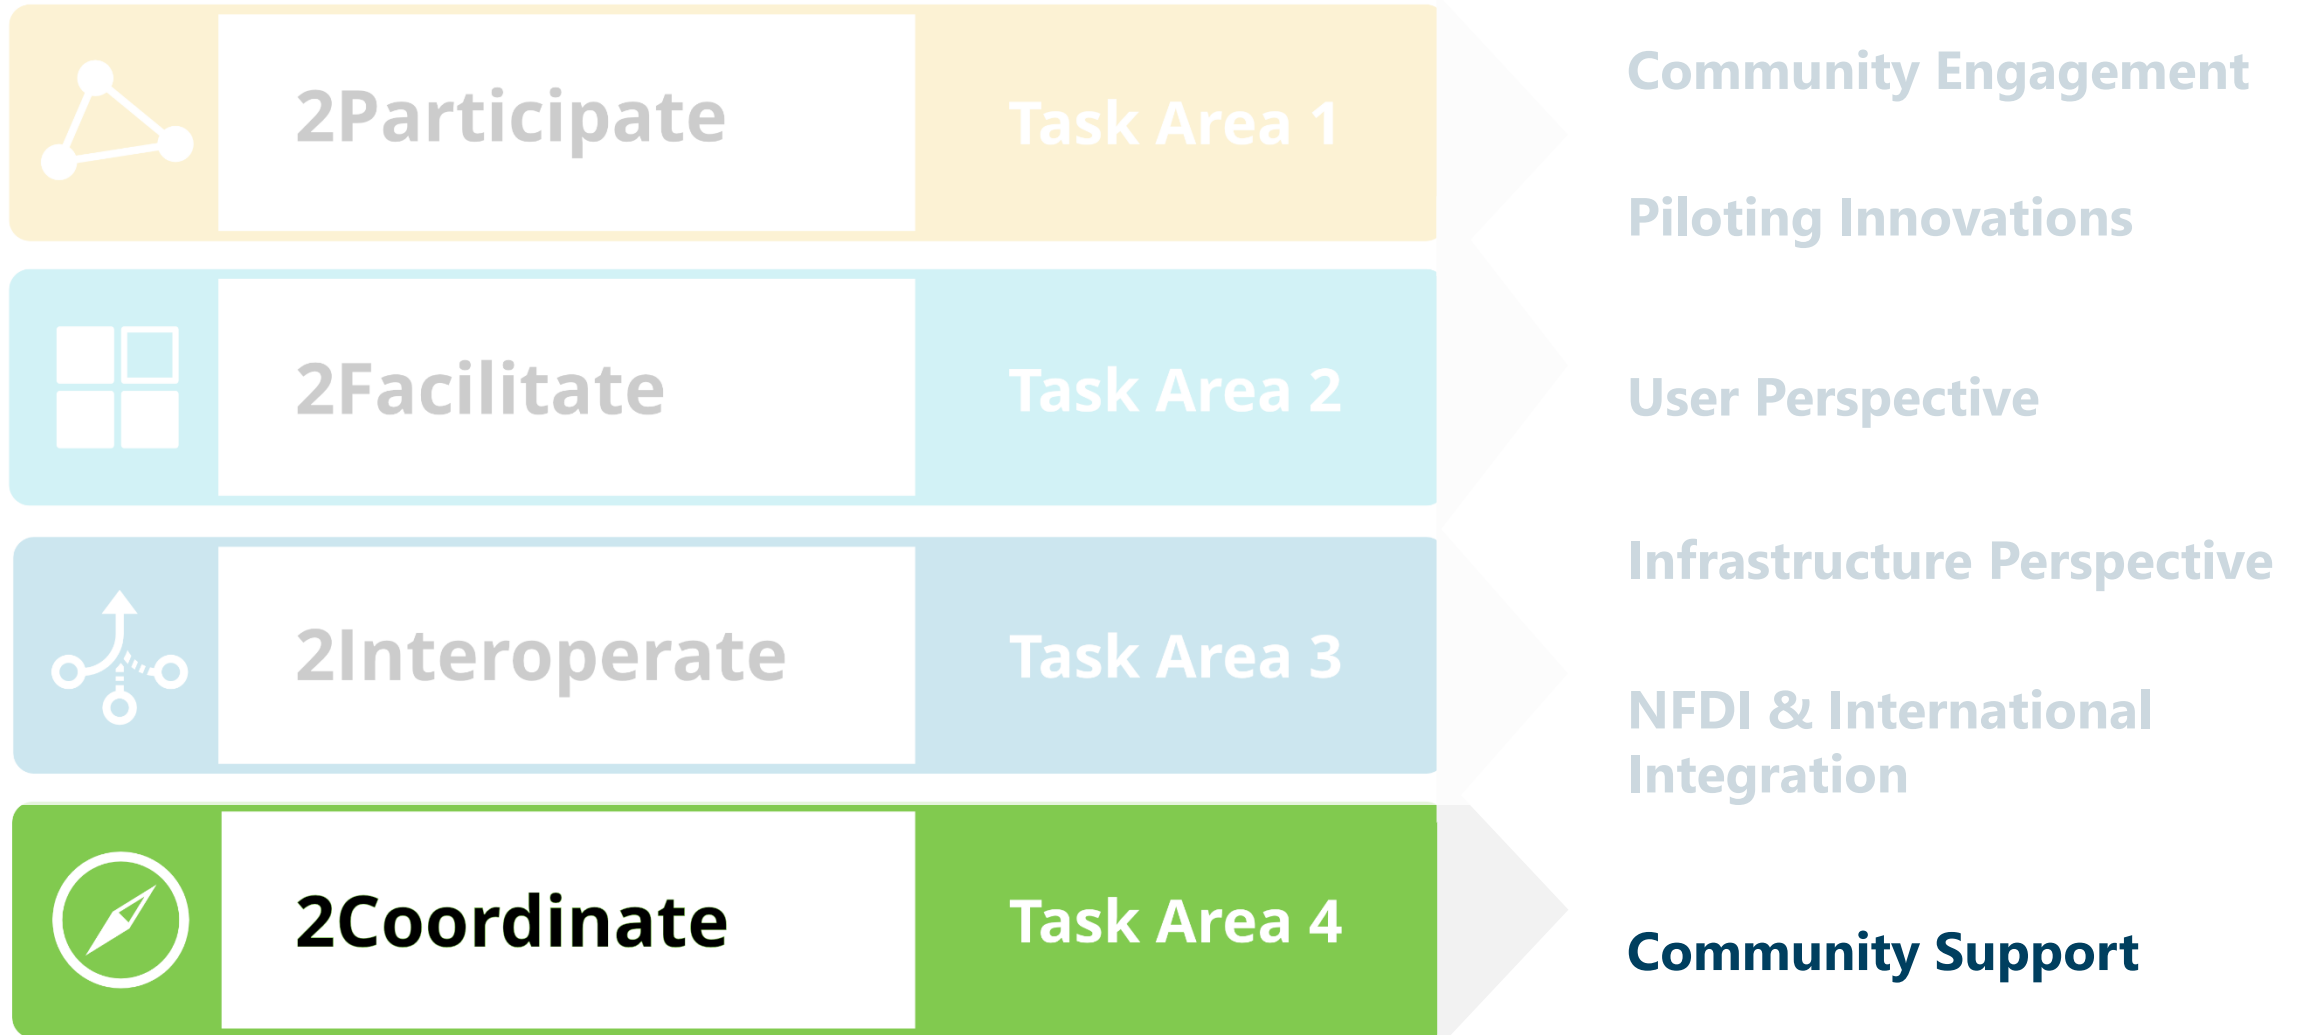 2Participate
Task Area 1
Community Engagement
Piloting Innovations
2Facilitate
Task Area 2
User Perspective
Infrastructure Perspective
2Interoperate
Task Area 3
NFDI & International
Integration
2Coordinate
Task Area 4
Community Support